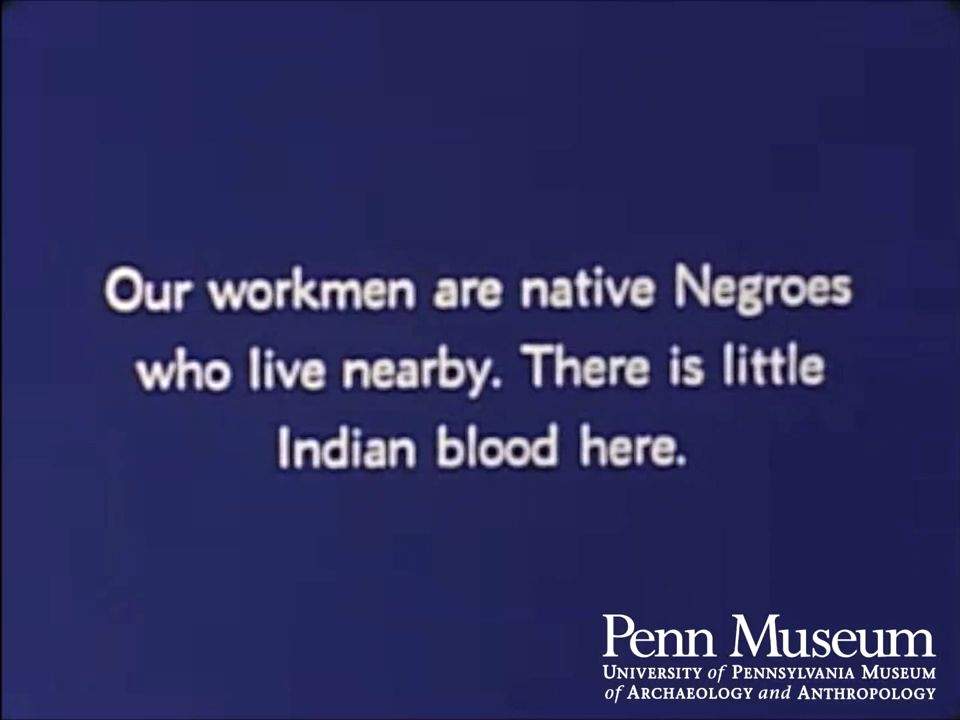 Our workmen are native Negroes
who live nearby. There is little
Indian blood here.
Penn Museum
University of Pennsylvania Museum
of Archaeology and Anthropology